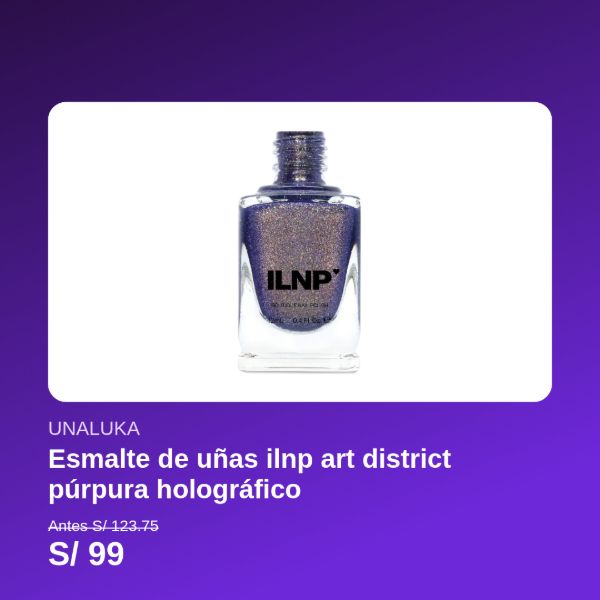 ILNP
UNALUKA
Esmalte de uñas ilnp art district
púrpura holográfico
Antes S/ 123.75
S/ 99